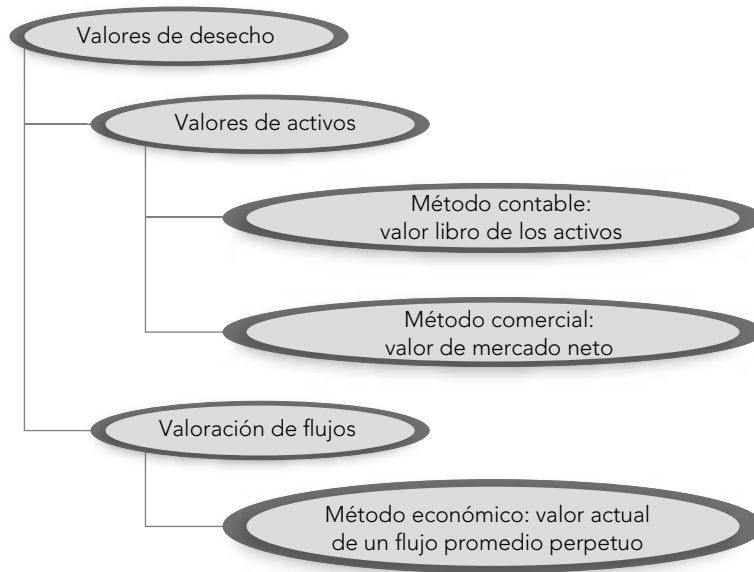 Valores de desecho
Valores de activos
Método contable:
valor libro de los activos
Método comercial:
valor de mercado neto
Valoración de flujos
Método económico: valor actual
de un flujo promedio perpetuo